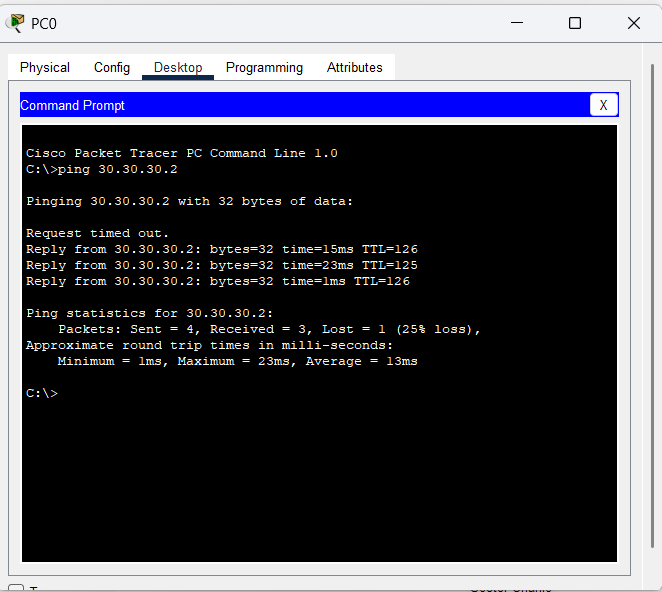 PC0
Physical Config Desktop Programming Attributes
Command Prompt
X
Cisco Packet Tracer PC Command Line 1.0
C:\>ping 30.30.30.2
Pinging 30.30.30.2 with 32 bytes of data:
Request timed out.
Reply from 30.30.30.2: bytes=32 time=15ms TTL=126
Reply from 30.30.30.2: bytes=32 time=23ms TTL=125
Reply from 30.30.30.2: bytes=32 time=1ms TTL=126
Ping statistics for 30.30.30.2:
Packets: Sent = 4, Received = 3, Lost = 1 (25% loss),
Approximate round trip times in milli-seconds:
Minimum = 1ms, Maximum = 23ms, Average = 13ms
C:\>